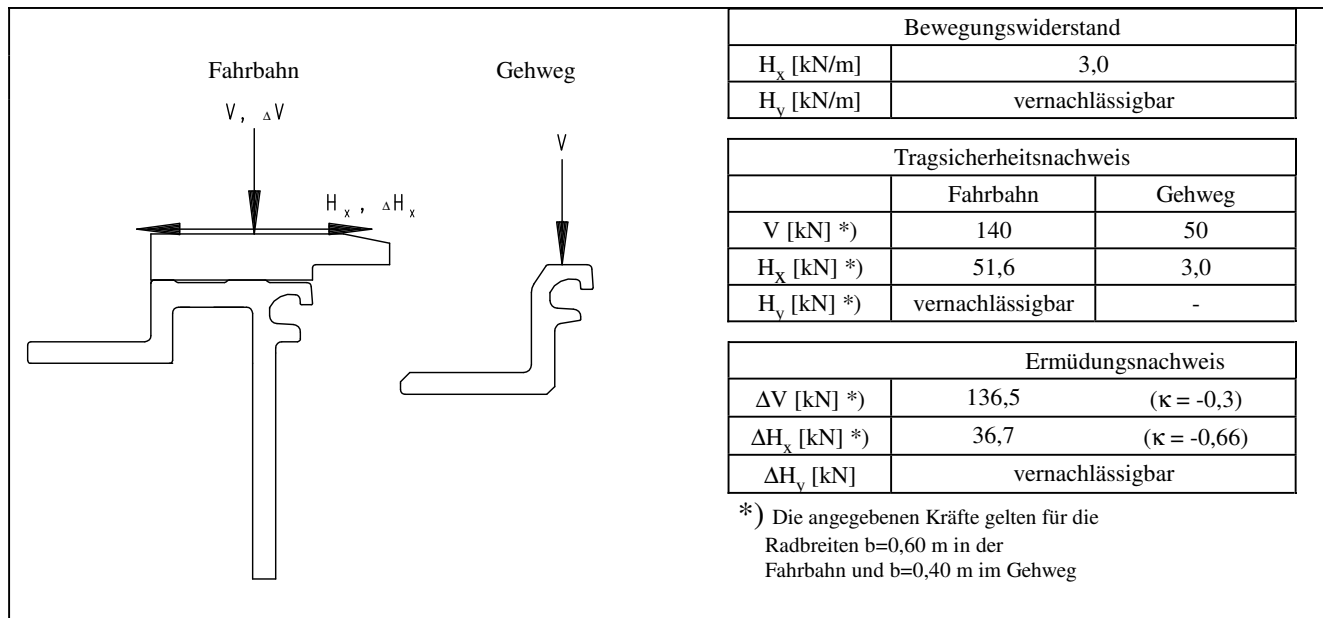 Fahrbahn
Gehweg
V, ΔV
V
H_x, ΔH_x
Bewegungswiderstand
H_x [kN/m] 3,0
H_y [kN/m] vernachlässigbar
Tragsicherheitsnachweis
Fahrbahn Gehweg
V [kN] *) 140 50
H_X [kN] *) 51,6 3,0
H_y [kN] *) vernachlässigbar -
Ermüdungsnachweis
ΔV [kN] *) 136,5 (κ = -0,3)
ΔH_x [kN] *) 36,7 (κ = -0,66)
ΔH_y [kN] vernachlässigbar
*) Die angegebenen Kräfte gelten für die
Radbreiten b=0,60 m in der
Fahrbahn und b=0,40 m im Gehweg